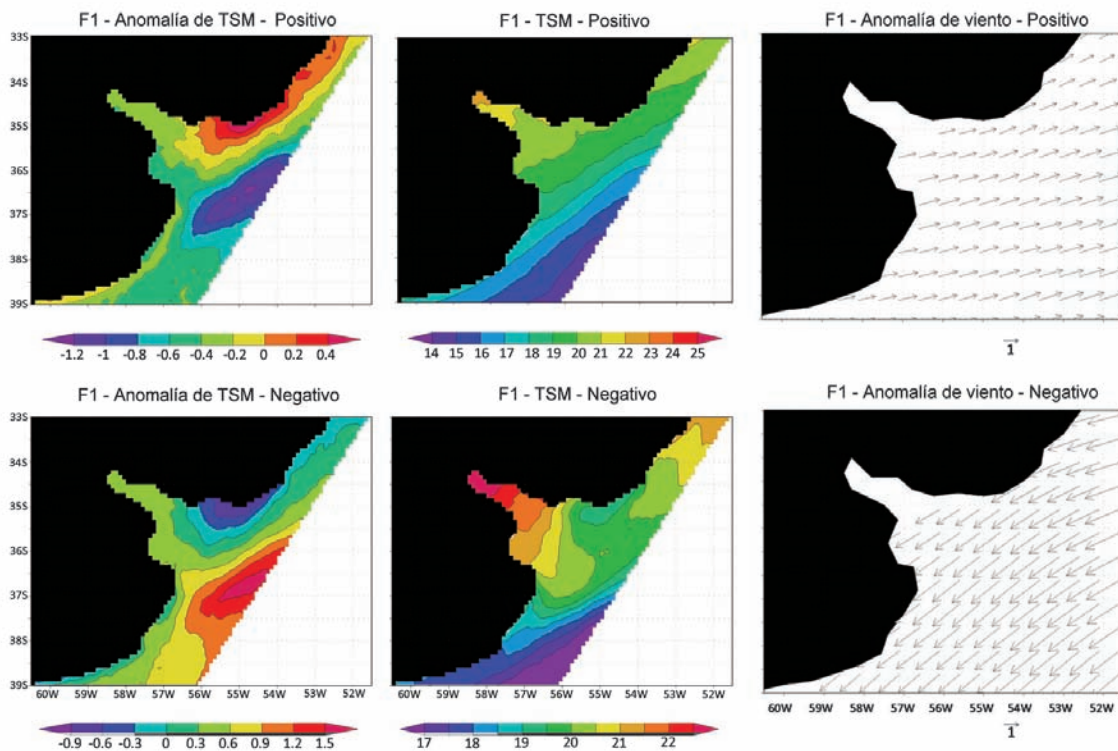 F1 - Anomalía de TSM - Positivo
F1 - TSM - Positivo
F1 - Anomalía de viento - Positivo
33S
34S
35S
36S
37S
38S
39S
-1.2 -1 -0.8 -0.6 -0.4 -0.2 0 0.2 0.4
14 15 16 17 18 19 20 21 22 23 24 25
1
F1 - Anomalía de TSM - Negativo
F1 - TSM - Negativo
F1 - Anomalía de viento - Negativo
33S
34S
35S
36S
37S
38S
39S
60W 59W 58W 57W 56W 55W 54W 53W 52W
60W 59W 58W 57W 56W 55W 54W 53W 52W
60W 59W 58W 57W 56W 55W 54W 53W 52W
-0.9 -0.6 -0.3 0 0.3 0.6 0.9 1.2 1.5
17 18 19 20 21 22
1